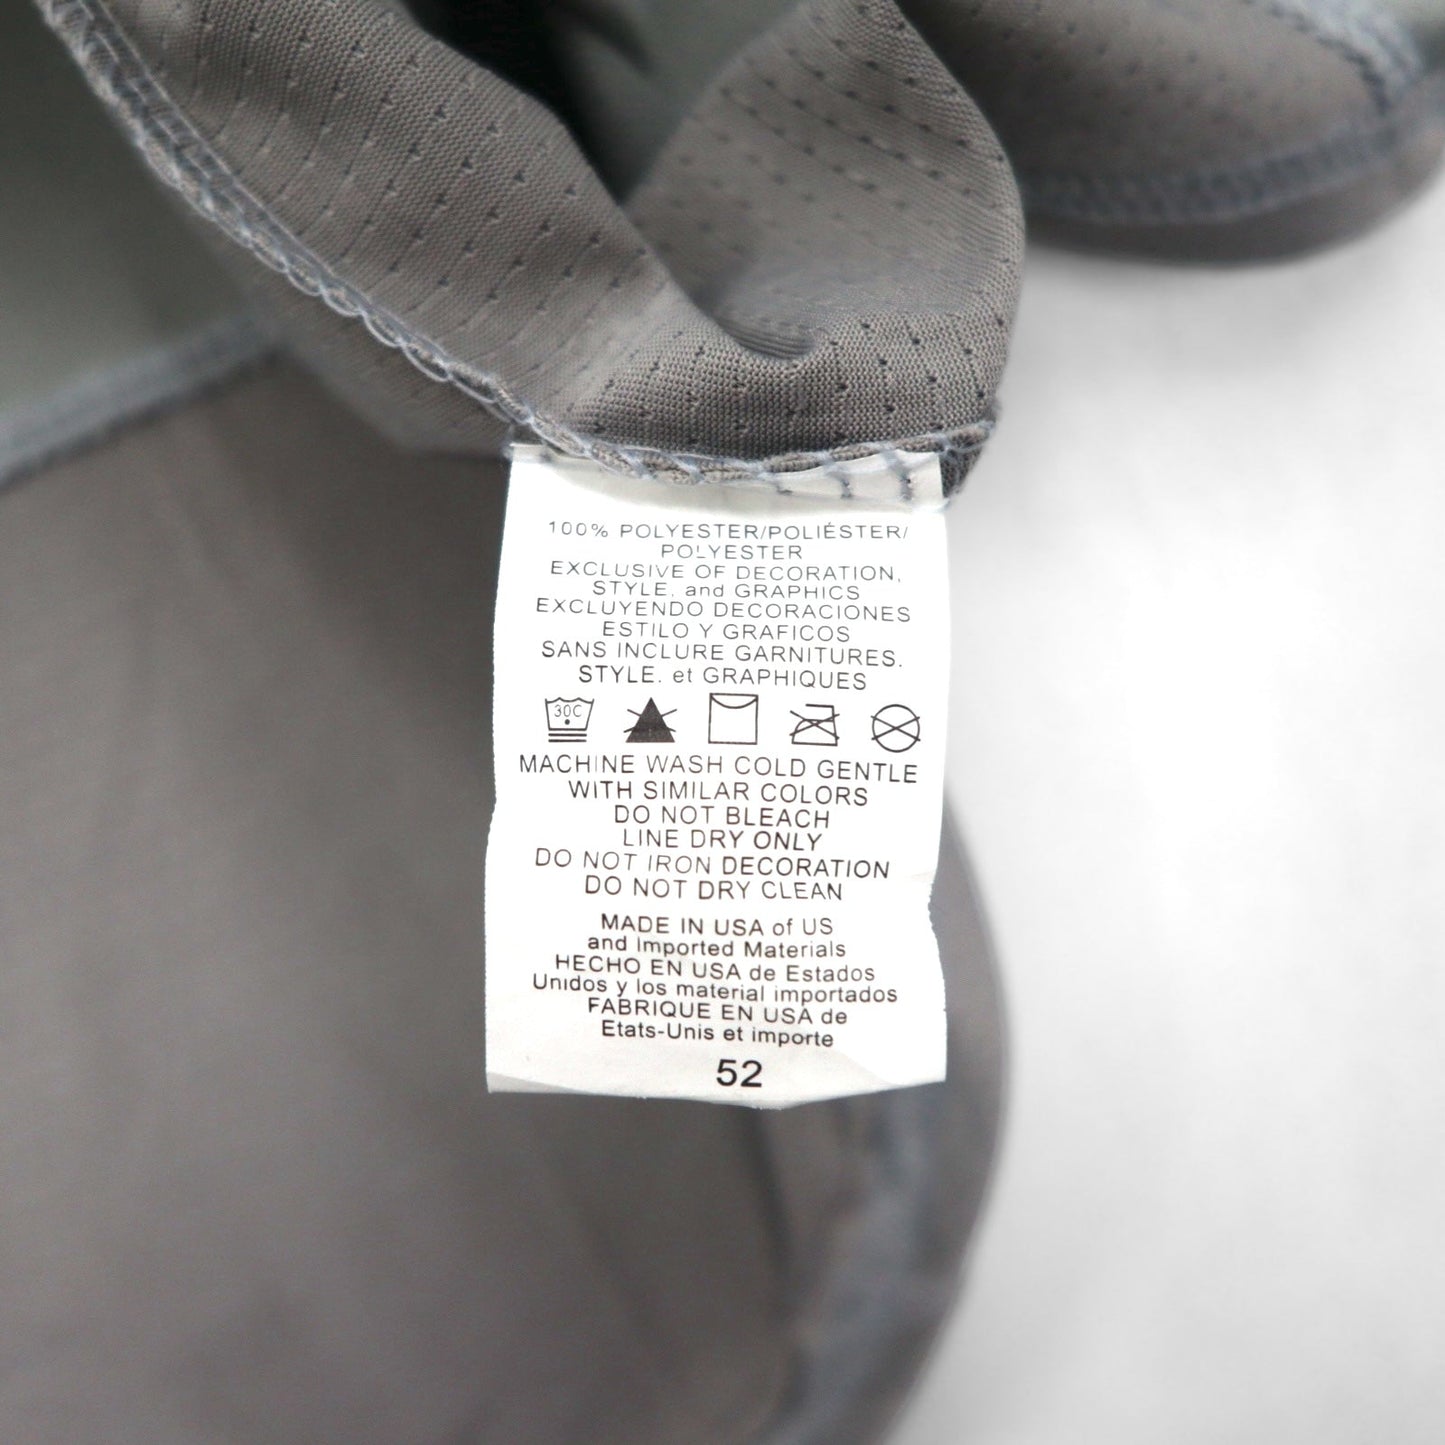 100% POLYESTER/POLIÉSTER/
POLYESTER
EXCLUSIVE OF DECORATION,
STYLE, and GRAPHICS
EXCLUYENDO DECORACIONES
ESTILO Y GRAFICOS
SANS INCLURE GARNITURES.
STYLE. et GRAPHIQUES
30C
MACHINE WASH COLD GENTLE
WITH SIMILAR COLORS
DO NOT BLEACH
LINE DRY ONLY
DO NOT IRON DECORATION
DO NOT DRY CLEAN
MADE IN USA of US
and Imported Materials
HECHO EN USA de Estados
Unidos y los material importados
FABRIQUE EN USA de
Etats-Unis et importe
52